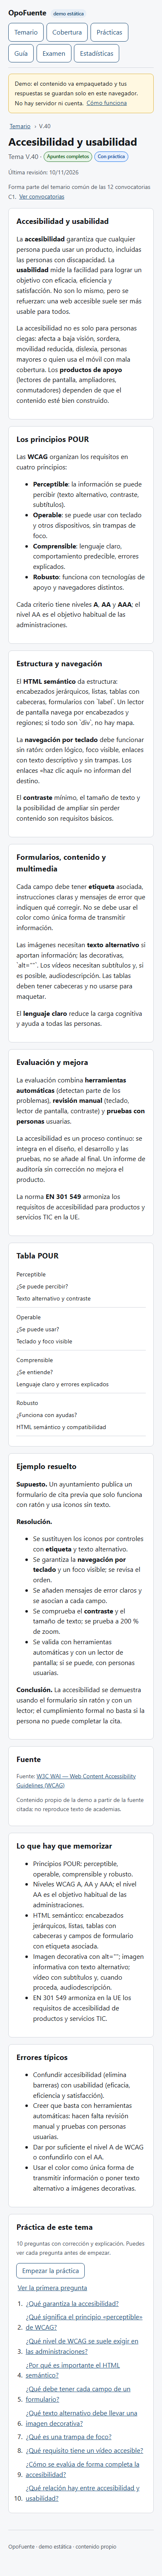 OpoFuente demo estática
Temario Cobertura Prácticas
Guía Examen Estadísticas
Demo: el contenido va empaquetado y tus
respuestas se guardan solo en este navegador.
No hay servidor ni cuenta. Cómo funciona
Temario › V.40
Accesibilidad y usabilidad
Tema V.40 · Apuntes completos Con práctica
Última revisión: 10/11/2026
Forma parte del temario común de las 12 convocatorias
C1. Ver convocatorias
Accesibilidad y usabilidad
La accesibilidad garantiza que cualquier
persona pueda usar un producto, incluidas
las personas con discapacidad. La
usabilidad mide la facilidad para lograr un
objetivo con eficacia, eficiencia y
satisfacción. No son lo mismo, pero se
refuerzan: una web accesible suele ser más
usable para todos.
La accesibilidad no es solo para personas
ciegas: afecta a baja visión, sordera,
movilidad reducida, dislexia, personas
mayores o quien usa el móvil con mala
cobertura. Los productos de apoyo
(lectores de pantalla, ampliadores,
conmutadores) dependen de que el
contenido esté bien construido.
Los principios POUR
Las WCAG organizan los requisitos en
cuatro principios:
• Perceptible: la información se puede
percibir (texto alternativo, contraste,
subtítulos).
• Operable: se puede usar con teclado
y otros dispositivos, sin trampas de
foco.
• Comprensible: lenguaje claro,
comportamiento predecible, errores
explicados.
• Robusto: funciona con tecnologías de
apoyo y navegadores distintos.
Cada criterio tiene niveles A, AA y AAA; el
nivel AA es el objetivo habitual de las
administraciones.
Estructura y navegación
El HTML semántico da estructura:
encabezados jerárquicos, listas, tablas con
cabeceras, formularios con `label`. Un lector
de pantalla navega por encabezados y
regiones; si todo son `div`, no hay mapa.
La navegación por teclado debe funcionar
sin ratón: orden lógico, foco visible, enlaces
con texto descriptivo y sin trampas. Los
enlaces «haz clic aquí» no informan del
destino.
El contraste mínimo, el tamaño de texto y
la posibilidad de ampliar sin perder
contenido son requisitos básicos.
Formularios, contenido y
multimedia
Cada campo debe tener etiqueta asociada,
instrucciones claras y mensajes de error que
indiquen qué corregir. No se debe usar el
color como única forma de transmitir
información.
Las imágenes necesitan texto alternativo si
aportan información; las decorativas,
`alt=""`. Los vídeos necesitan subtítulos y, si
es posible, audiodescripción. Las tablas
deben tener cabeceras y no usarse para
maquetar.
El lenguaje claro reduce la carga cognitiva
y ayuda a todas las personas.
Evaluación y mejora
La evaluación combina herramientas
automáticas (detectan parte de los
problemas), revisión manual (teclado,
lector de pantalla, contraste) y pruebas con
personas usuarias.
La accesibilidad es un proceso continuo: se
integra en el diseño, el desarrollo y las
pruebas, no se añade al final. Un informe de
auditoría sin corrección no mejora el
producto.
La norma EN 301 549 armoniza los
requisitos de accesibilidad para productos y
servicios TIC en la UE.
Tabla POUR
Perceptible
¿Se puede percibir?
Texto alternativo y contraste
Operable
¿Se puede usar?
Teclado y foco visible
Comprensible
¿Se entiende?
Lenguaje claro y errores explicados
Robusto
¿Funciona con ayudas?
HTML semántico y compatibilidad
Ejemplo resuelto
Supuesto. Un ayuntamiento publica un
formulario de cita previa que solo funciona
con ratón y usa iconos sin texto.
Resolución.
• Se sustituyen los iconos por controles
con etiqueta y texto alternativo.
• Se garantiza la navegación por
teclado y un foco visible; se revisa el
orden.
• Se añaden mensajes de error claros y
se asocian a cada campo.
• Se comprueba el contraste y el
tamaño de texto; se prueba a 200 %
de zoom.
• Se valida con herramientas
automáticas y con un lector de
pantalla; si se puede, con personas
usuarias.
Conclusión. La accesibilidad se demuestra
usando el formulario sin ratón y con un
lector; el cumplimiento formal no basta si la
persona no puede completar la cita.
Fuente
Fuente: W3C WAI — Web Content Accessibility
Guidelines (WCAG)
Contenido propio de la demo a partir de la fuente
citada; no reproduce texto de academias.
Lo que hay que memorizar
• Principios POUR: perceptible,
operable, comprensible y robusto.
• Niveles WCAG A, AA y AAA; el nivel
AA es el objetivo habitual de las
administraciones.
• HTML semántico: encabezados
jerárquicos, listas, tablas con
cabeceras y campos de formulario
con etiqueta asociada.
• Imagen decorativa con alt=""; imagen
informativa con texto alternativo;
vídeo con subtítulos y, cuando
proceda, audiodescripción.
• EN 301 549 armoniza en la UE los
requisitos de accesibilidad de
productos y servicios TIC.
Errores típicos
• Confundir accesibilidad (elimina
barreras) con usabilidad (eficacia,
eficiencia y satisfacción).
• Creer que basta con herramientas
automáticas: hacen falta revisión
manual y pruebas con personas
usuarias.
• Dar por suficiente el nivel A de WCAG
o confundirlo con el AA.
• Usar el color como única forma de
transmitir información o poner texto
alternativo a imágenes decorativas.
Práctica de este tema
10 preguntas con corrección y explicación. Puedes
ver cada pregunta antes de empezar.
Empezar la práctica
Ver la primera pregunta
1. ¿Qué garantiza la accesibilidad?
2. ¿Qué significa el principio «perceptible»
de WCAG?
3. ¿Qué nivel de WCAG se suele exigir en
las administraciones?
4. ¿Por qué es importante el HTML
semántico?
5. ¿Qué debe tener cada campo de un
formulario?
6. ¿Qué texto alternativo debe llevar una
imagen decorativa?
7. ¿Qué es una trampa de foco?
8. ¿Qué requisito tiene un vídeo accesible?
9. ¿Cómo se evalúa de forma completa la
accesibilidad?
10. ¿Qué relación hay entre accesibilidad y
usabilidad?
OpoFuente · demo estática · contenido propio